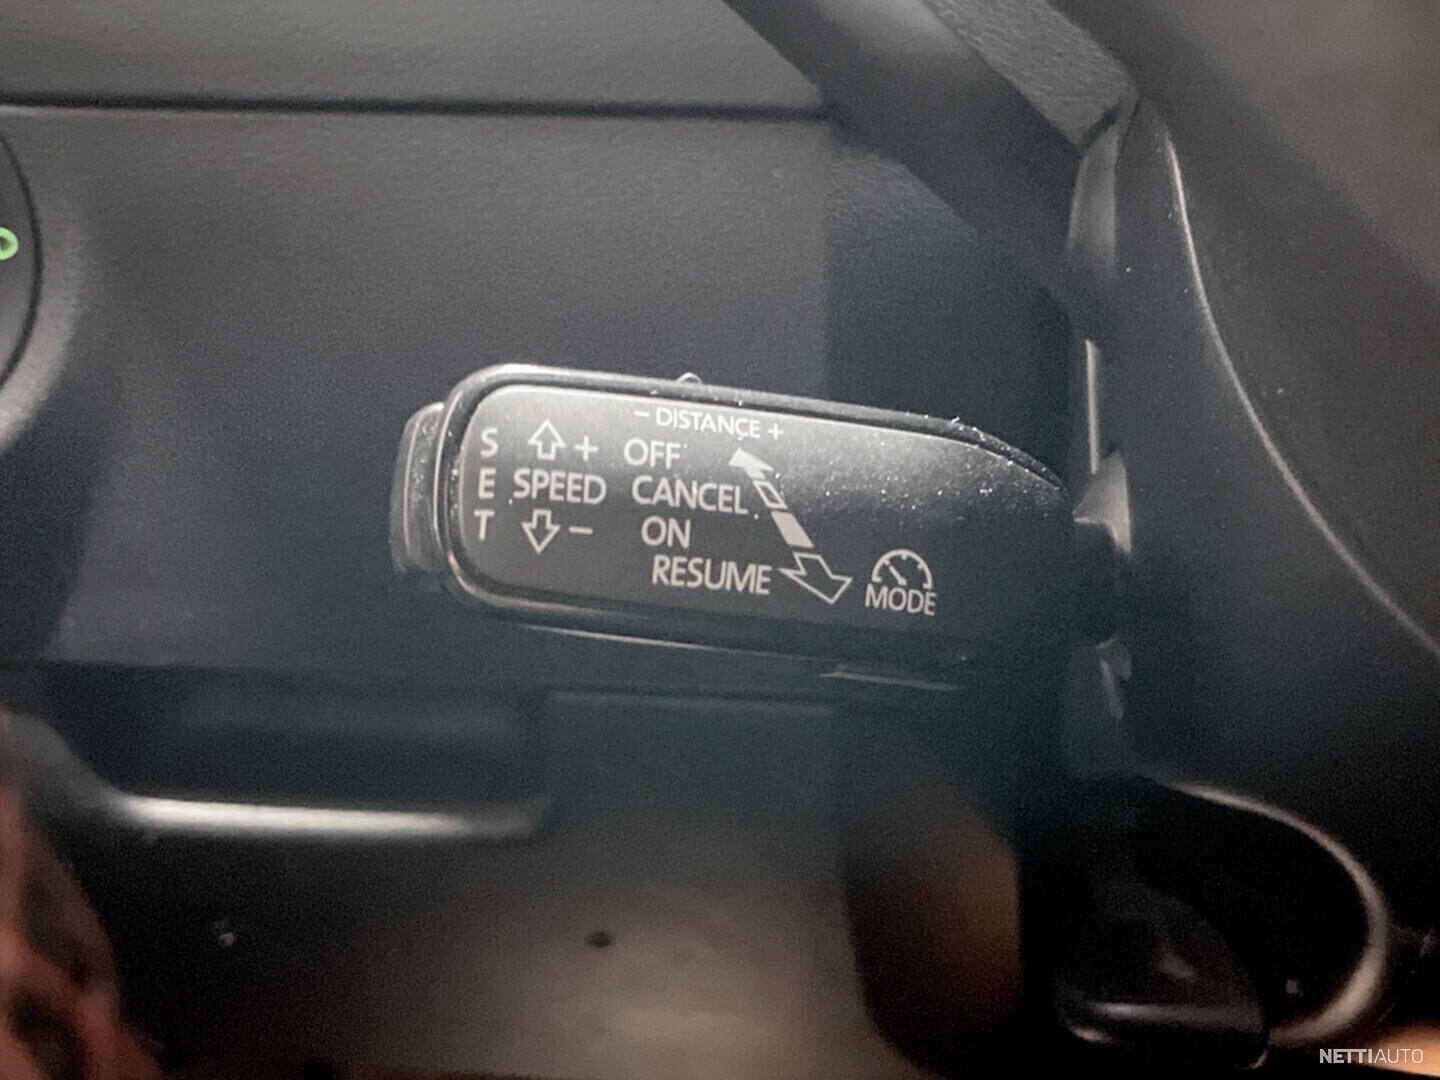 – DISTANCE +
S + OFF
E SPEED CANCEL
T – ON
RESUME
MODE
NETTIAUTO